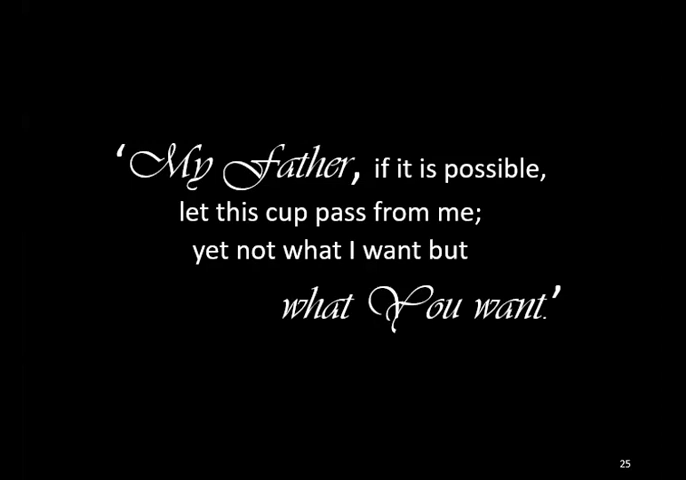 ‘My Father, if it is possible,
let this cup pass from me;
yet not what I want but
what You want.’
25